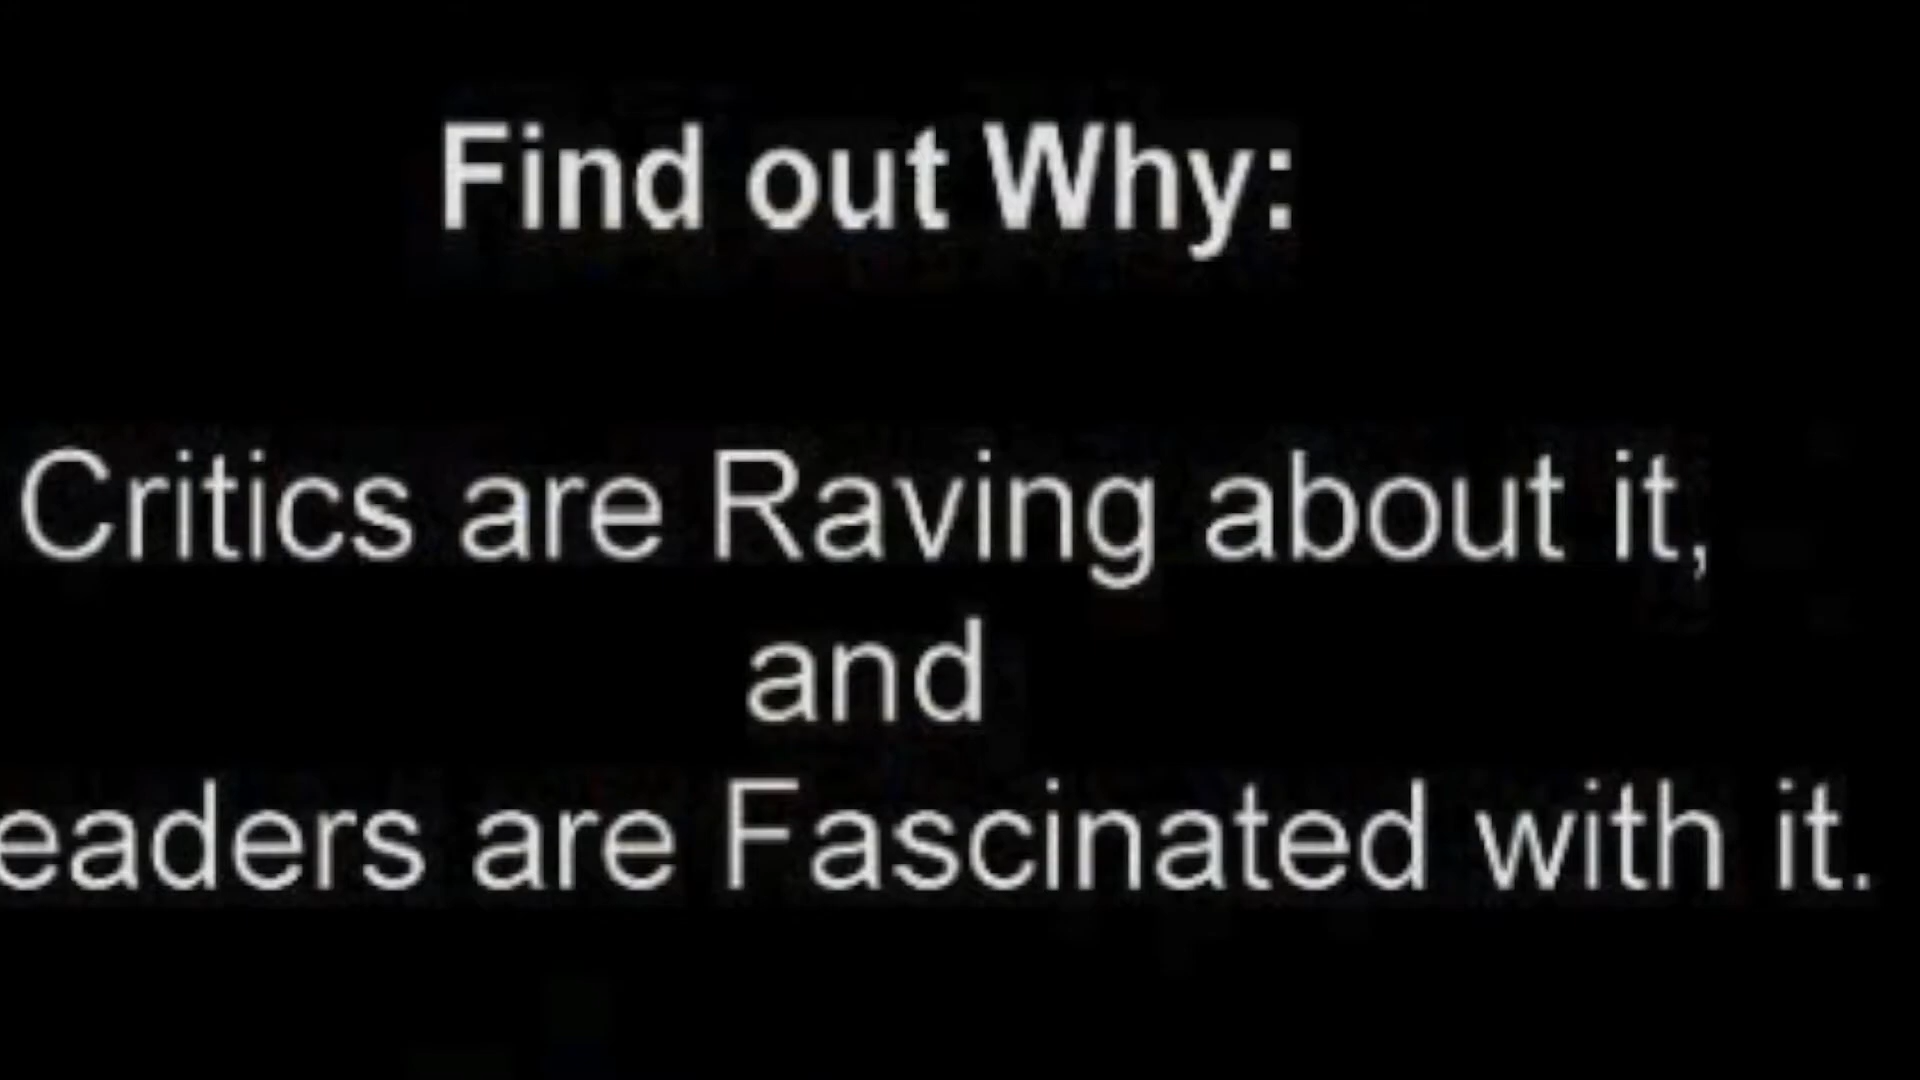 Find out Why:
Critics are Raving about it,
and
eaders are Fascinated with it.